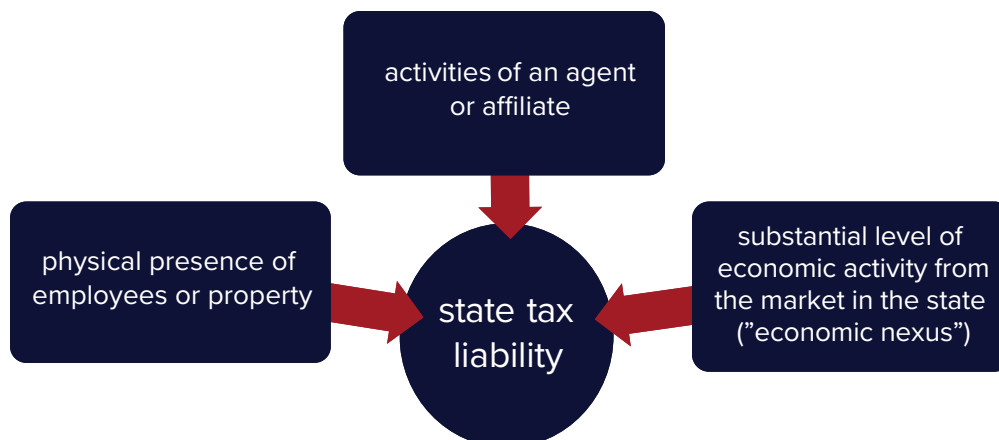 activities of an agent
or affiliate
physical presence of
employees or property
substantial level of
economic activity from
the market in the state
(”economic nexus”)
state tax
liability